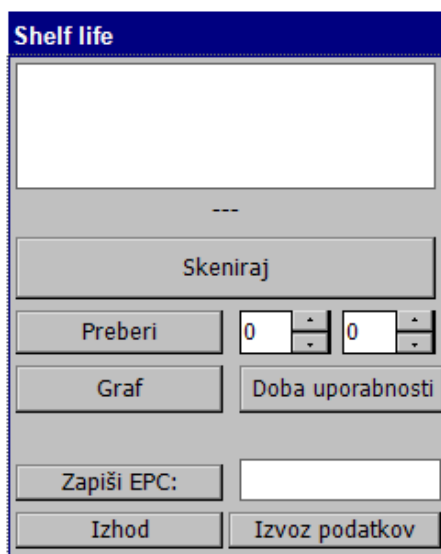 Shelf life
---
Skeniraj
Preberi 0 0
Graf Doba uporabnosti
Zapiši EPC:
Izhod Izvoz podatkov